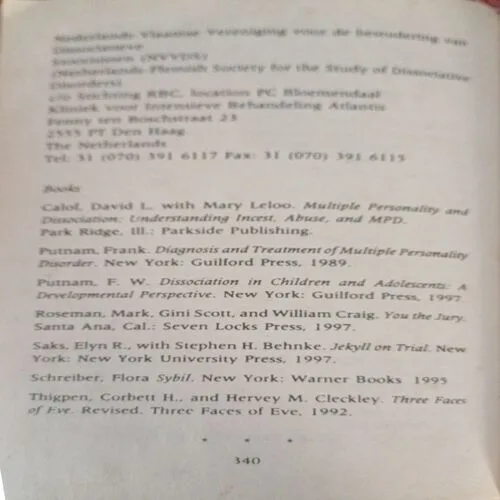 Nederlands-Vlaamse Vereniging voor de bestudering van
Dissociatieve
Stoornissen (NVVDS)
(Netherlands-Flemish Society for the Study of Dissociative
Disorders)
c/o Stichting RBC, location PC Bloemendaal
Kliniek voor Intensieve Behandeling Atlantis
Fenny ten Boschstraat 23
2555 PT Den Haag
The Netherlands
Tel: 31 (070) 391 6117 Fax: 31 (070) 391 6115
Books
Calof, David L. with Mary Leloo. Multiple Personality and
Dissociation: Understanding Incest, Abuse, and MPD.
Park Ridge, Ill.: Parkside Publishing.
Putnam, Frank. Diagnosis and Treatment of Multiple Personality
Disorder. New York: Guilford Press, 1989.
Putnam, F. W. Dissociation in Children and Adolescents: A
Developmental Perspective. New York: Guilford Press, 1997.
Roseman, Mark, Gini Scott, and William Craig. You the Jury.
Santa Ana, Cal.: Seven Locks Press, 1997.
Saks, Elyn R., with Stephen H. Behnke. Jekyll on Trial. New
York: New York University Press, 1997.
Schreiber, Flora Sybil. New York: Warner Books 1995
Thigpen, Corbett H., and Hervey M. Cleckley. Three Faces
of Eve. Revised. Three Faces of Eve, 1992.
* * *
340